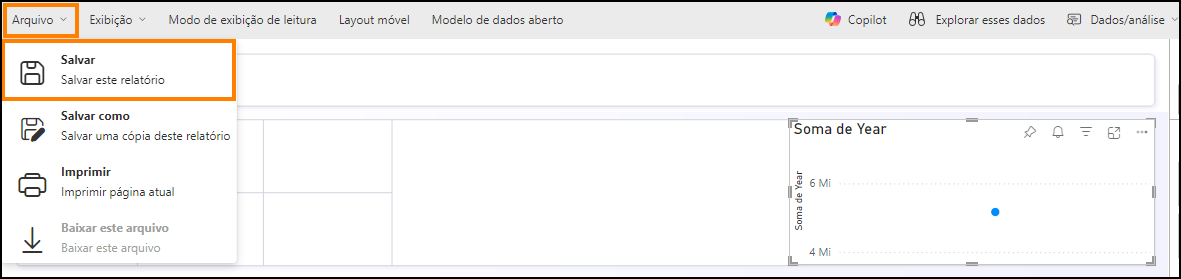 Arquivo Exibição Modo de exibição de leitura Layout móvel Modelo de dados aberto Copilot Explorar esses dados Dados/análise
Salvar
Salvar este relatório
Salvar como
Salvar uma cópia deste relatório
Imprimir
Imprimir página atual
Baixar este arquivo
Baixar este arquivo
Soma de Year
Soma de Year
6 Mi
4 Mi